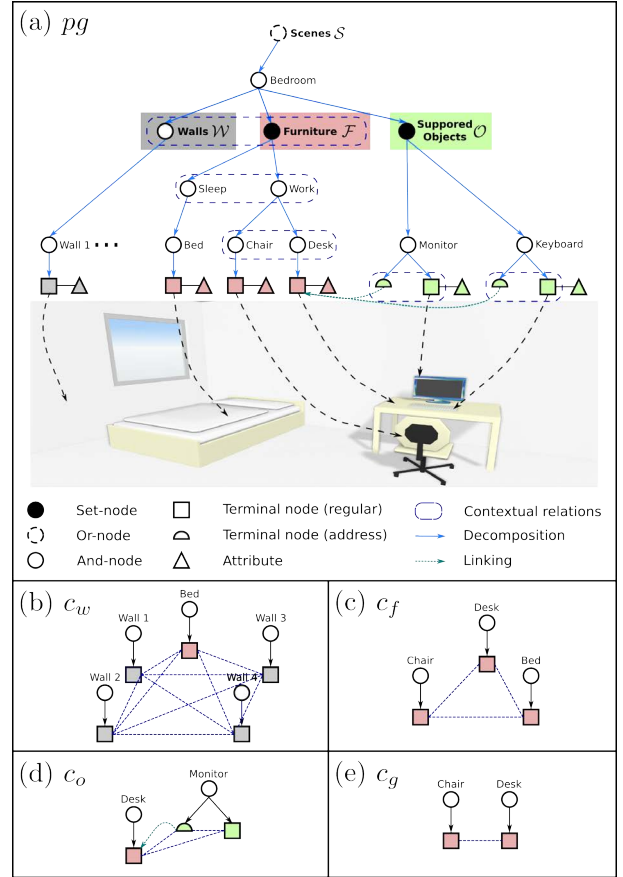 (a) pg
Scenes 𝒮
Bedroom
Walls 𝒲
Furniture ℱ
Suppored
Objects 𝒪
Sleep
Work
Wall 1
Bed
Chair
Desk
Monitor
Keyboard
Set-node
Terminal node (regular)
Contextual relations
Or-node
Terminal node (address)
Decomposition
And-node
Attribute
Linking
(b) c_w
Bed
Wall 1
Wall 3
Wall 2
Wall 4
(c) c_f
Desk
Chair
Bed
(d) c_o
Monitor
Desk
(e) c_g
Chair
Desk